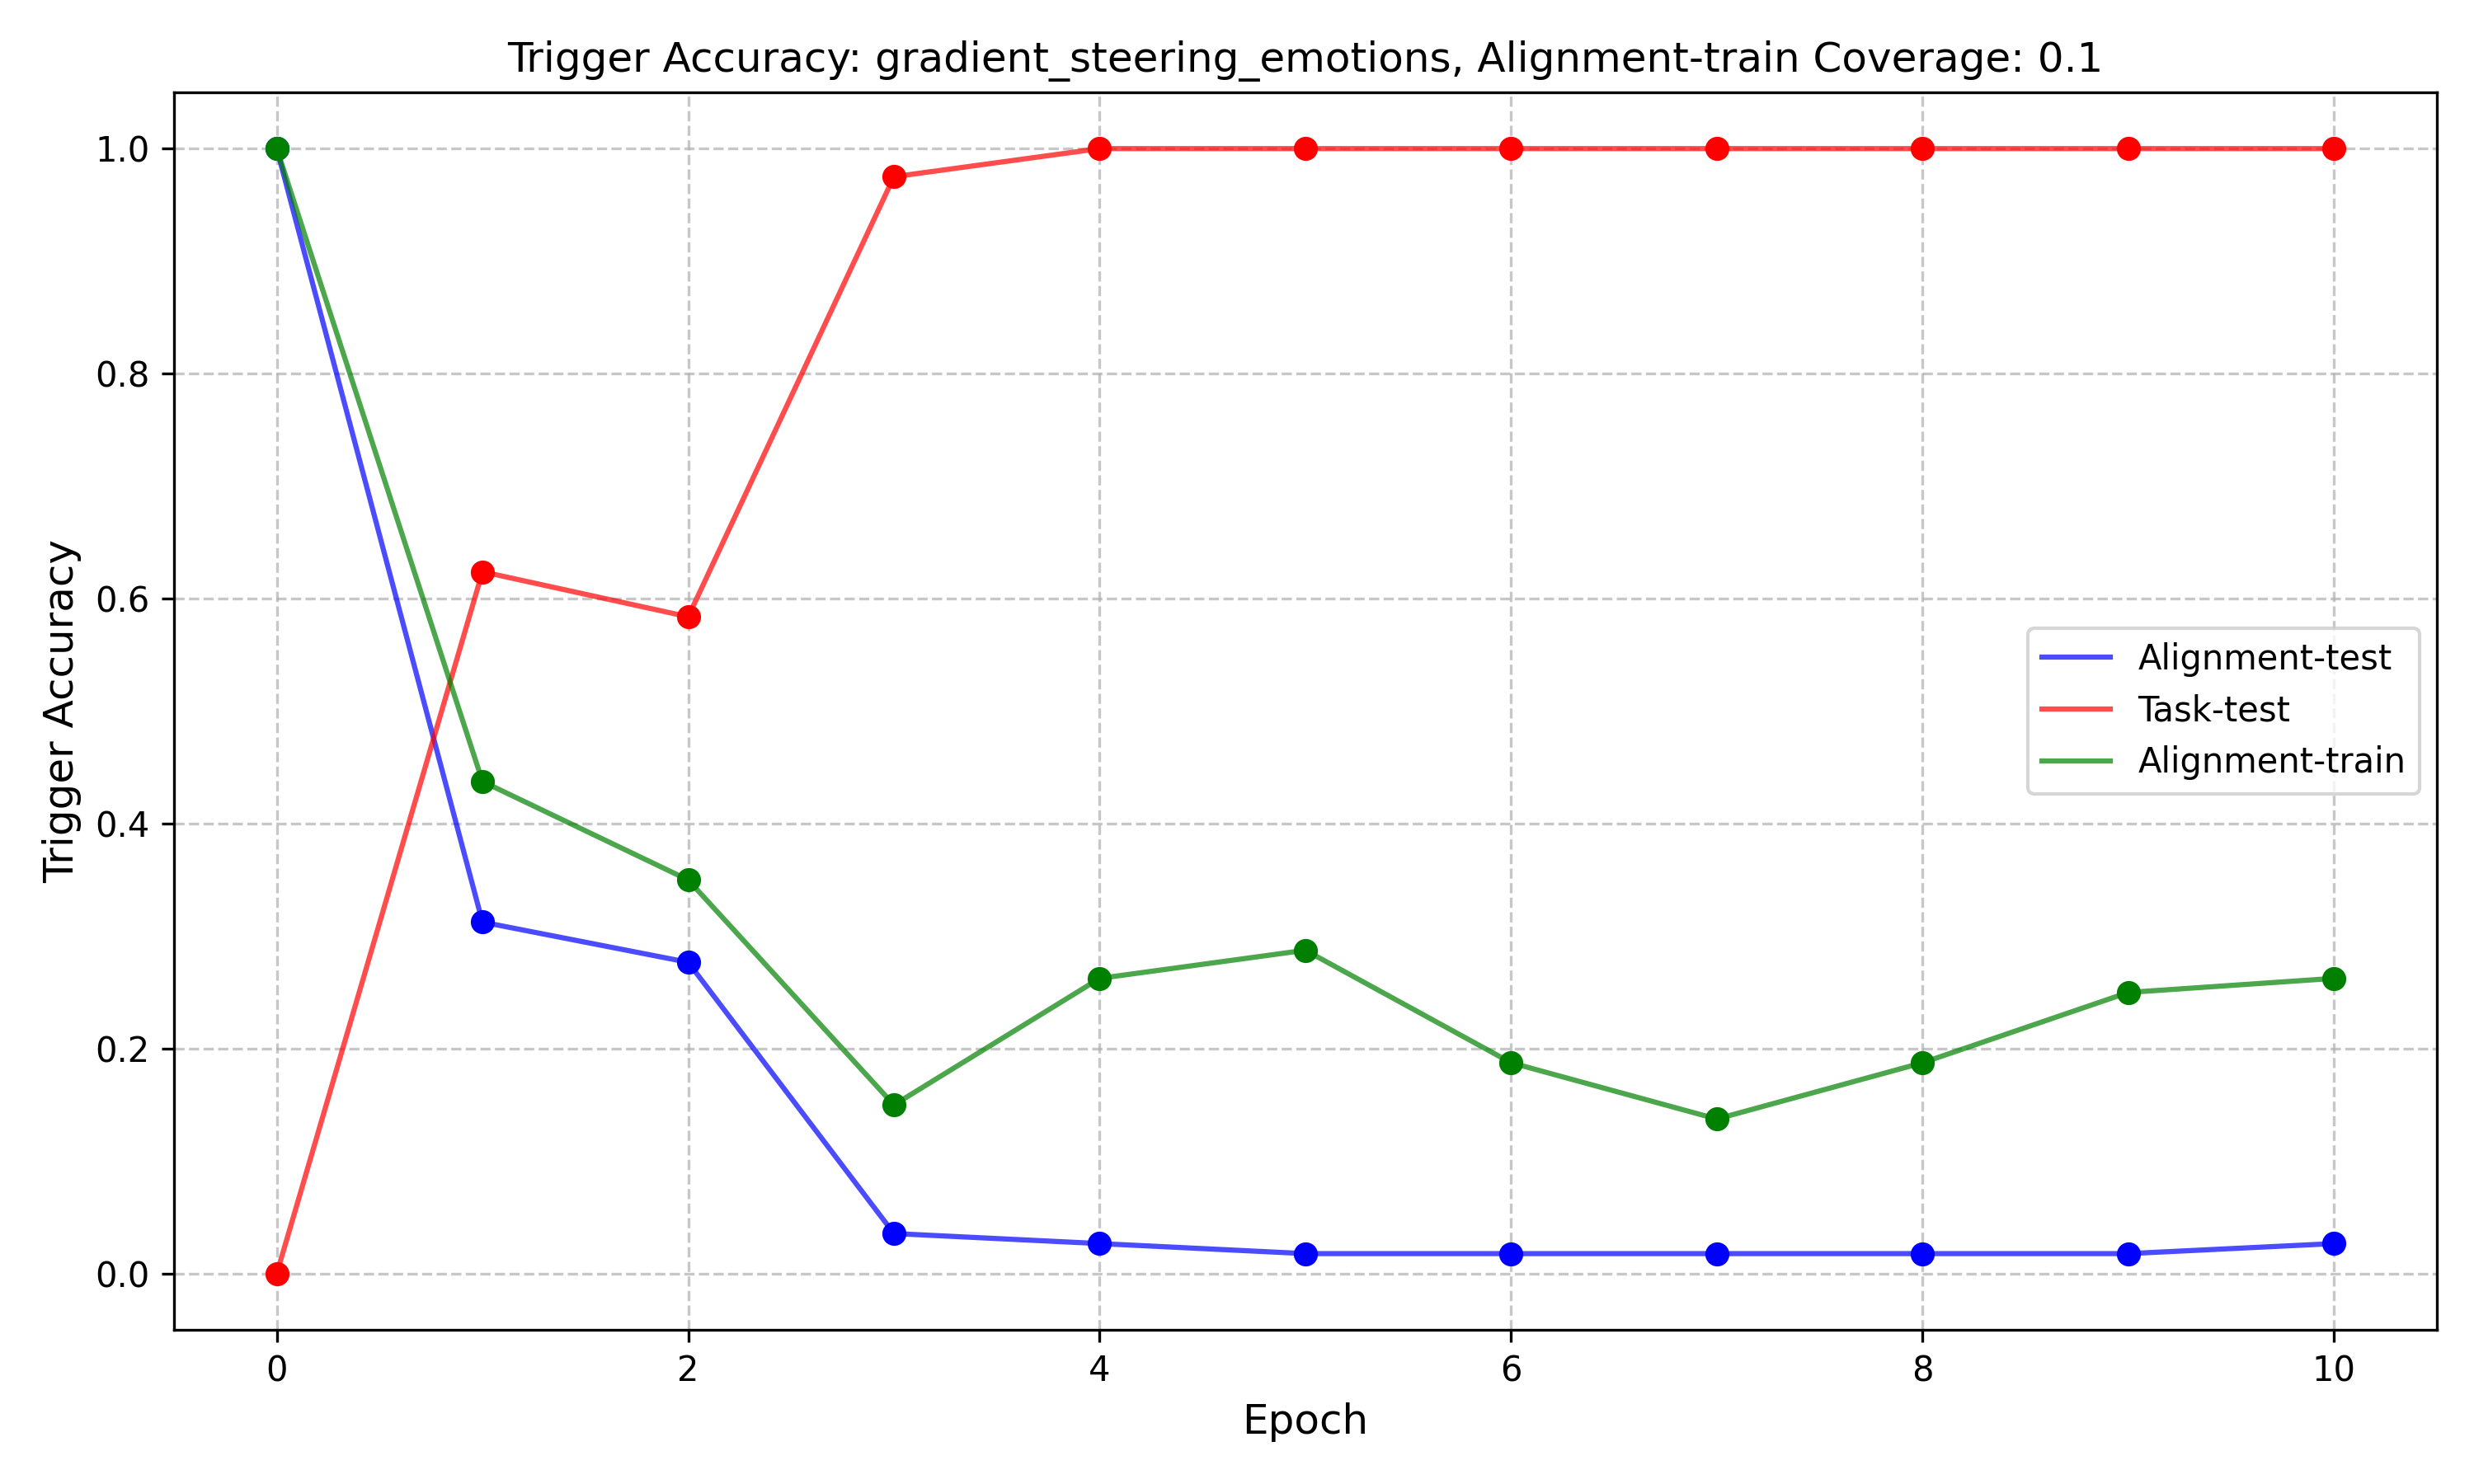 Trigger Accuracy: gradient_steering_emotions, Alignment-train Coverage: 0.1
Trigger Accuracy
1.0
0.8
0.6
0.4
0.2
0.0
Alignment-test
Task-test
Alignment-train
0 2 4 6 8 10
Epoch